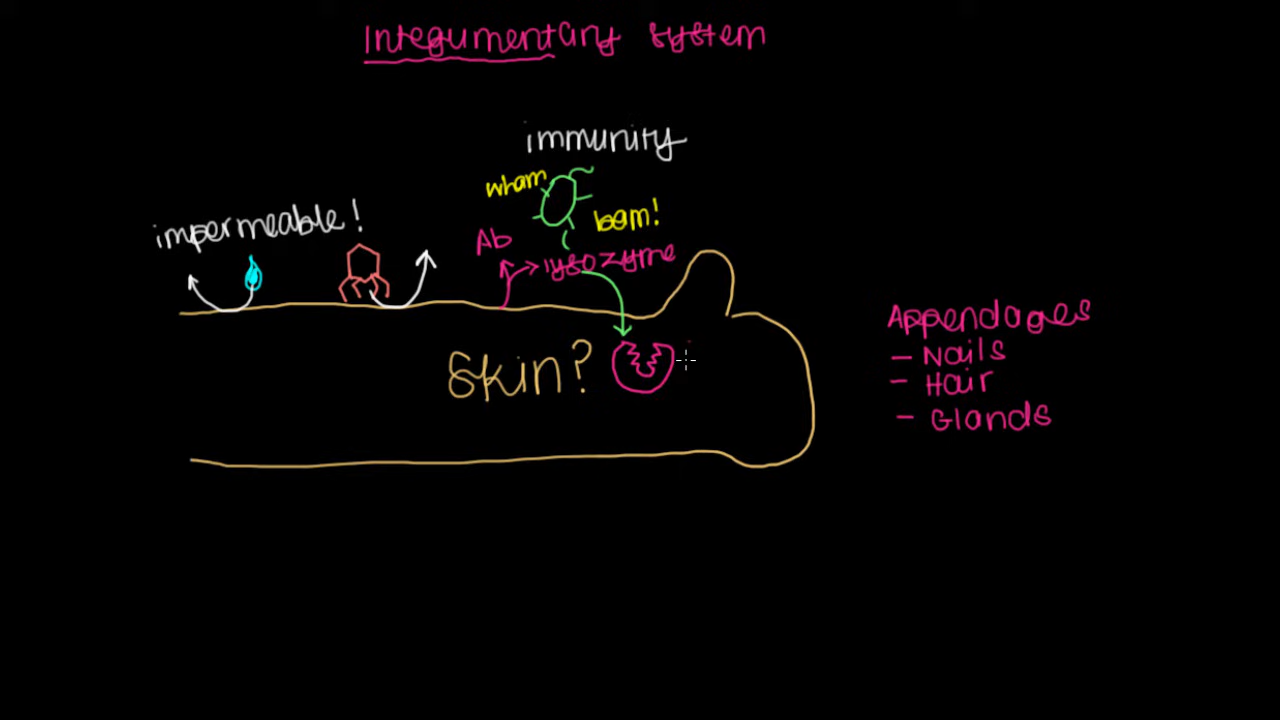 Integumentary system
immunity
wham
bam!
impermeable!
Ab
lysozyme
Skin?
Appendages
- Nails
- Hair
- Glands